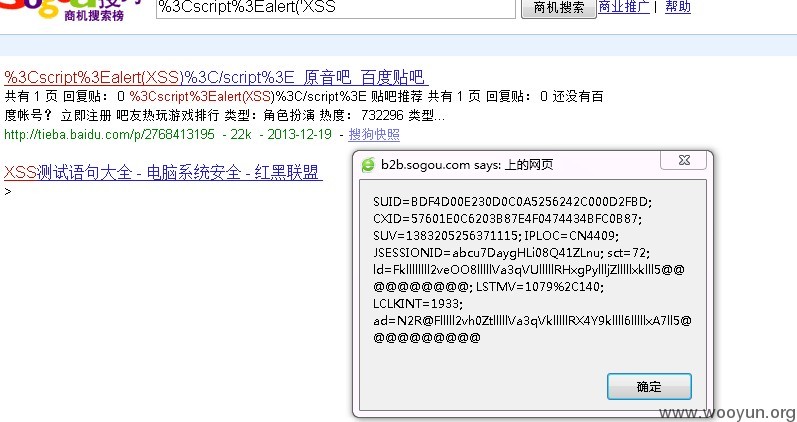 Sogou搜狗
商机搜索榜
%3Cscript%3Ealert('XSS
商机搜索
商业推广 | 帮助
%3Cscript%3Ealert(XSS)%3C/script%3E_原音吧_百度贴吧
共有 1 页 回复贴：0 %3Cscript%3Ealert(XSS)%3C/script%3E 贴吧推荐 共有 1 页 回复贴：0 还没有百
度帐号？ 立即注册 吧友热玩游戏排行 类型：角色扮演 热度：732296 类型...
http://tieba.baidu.com/p/2768413195 - 22k - 2013-12-19 - 搜狗快照
XSS测试语句大全 - 电脑系统安全 - 红黑联盟
>
b2b.sogou.com says: 上的网页
SUID=BDF4D00E230D0C0A5256242C000D2FBD;
CXID=57601E0C6203B87E4F0474434BFC0B87;
SUV=1383205256371115; IPLOC=CN4409;
JSESSIONID=abcu7DaygHLi08Q41ZLnu; sct=72;
@@@@@@@@@@; LSTMV=1079%2C140;
LCLKINT=1933;
@@@@@@@@@@
确定
www.wooyun.org